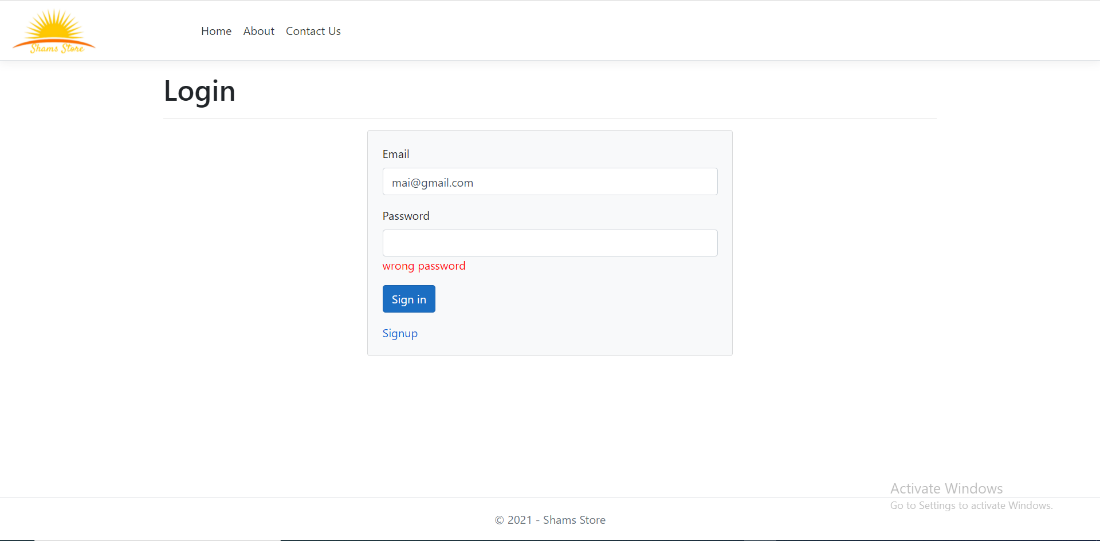 Shams Store
Home About Contact Us
Login
Email
mai@gmail.com
Password
wrong password
Sign in
Signup
Activate Windows
Go to Settings to activate Windows.
© 2021 - Shams Store